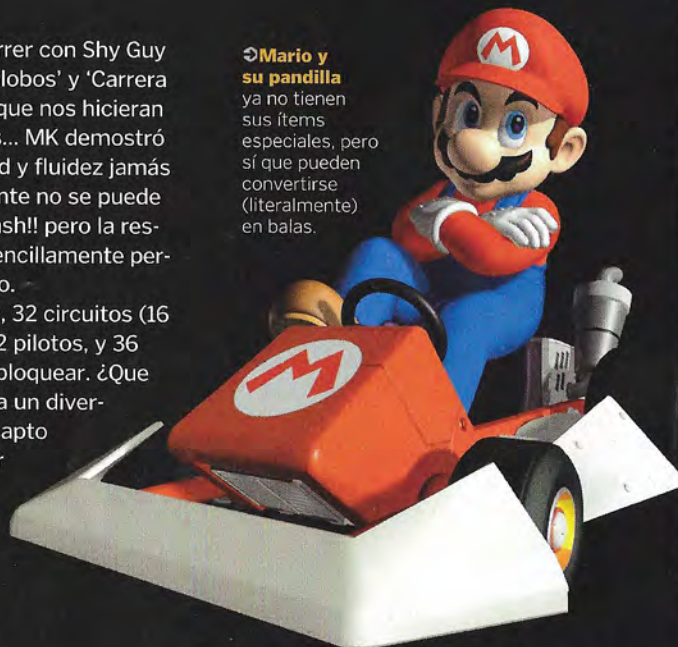 rrer con Shy Guy
lobos' y 'Carrera
que nos hicieran
s... MK demostró
d y fluidez jamás
nte no se puede
ash!! pero la res-
encillamente per-
o.
, 32 circuitos (16
2 pilotos, y 36
bloquear. ¿Que
a un diver-
apto
r
Mario y
su pandilla
ya no tienen
sus ítems
especiales, pero
sí que pueden
convertirse
(literalmente)
en balas.
M
M